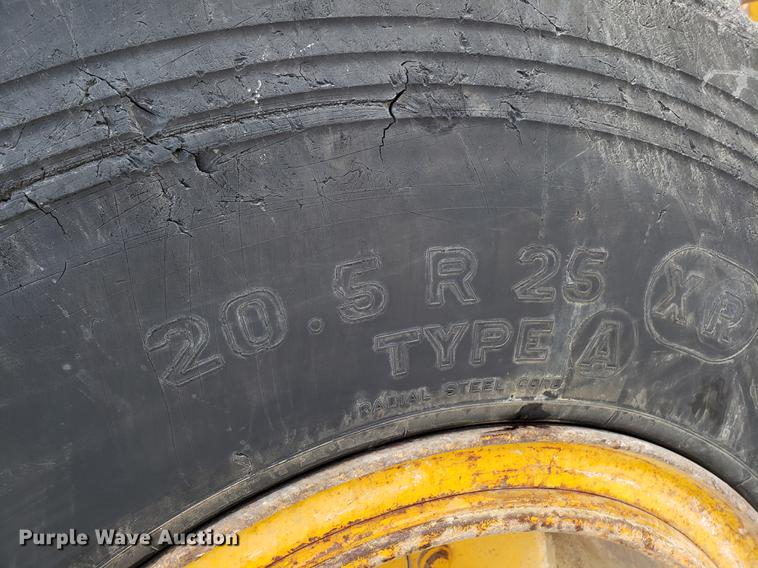 20.5 R 25 XR
TYPE A
RADIAL STEEL CORD
Purple Wave Auction